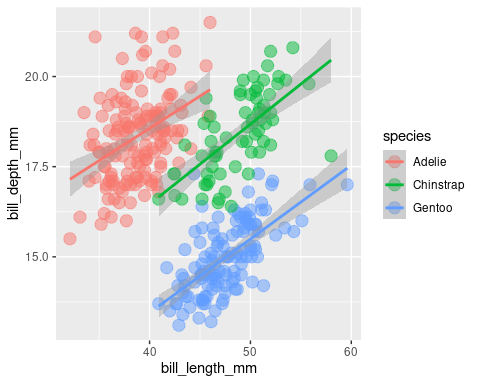 20.0
17.5
15.0
bill_depth_mm
40
50
60
bill_length_mm
species
Adelie
Chinstrap
Gentoo